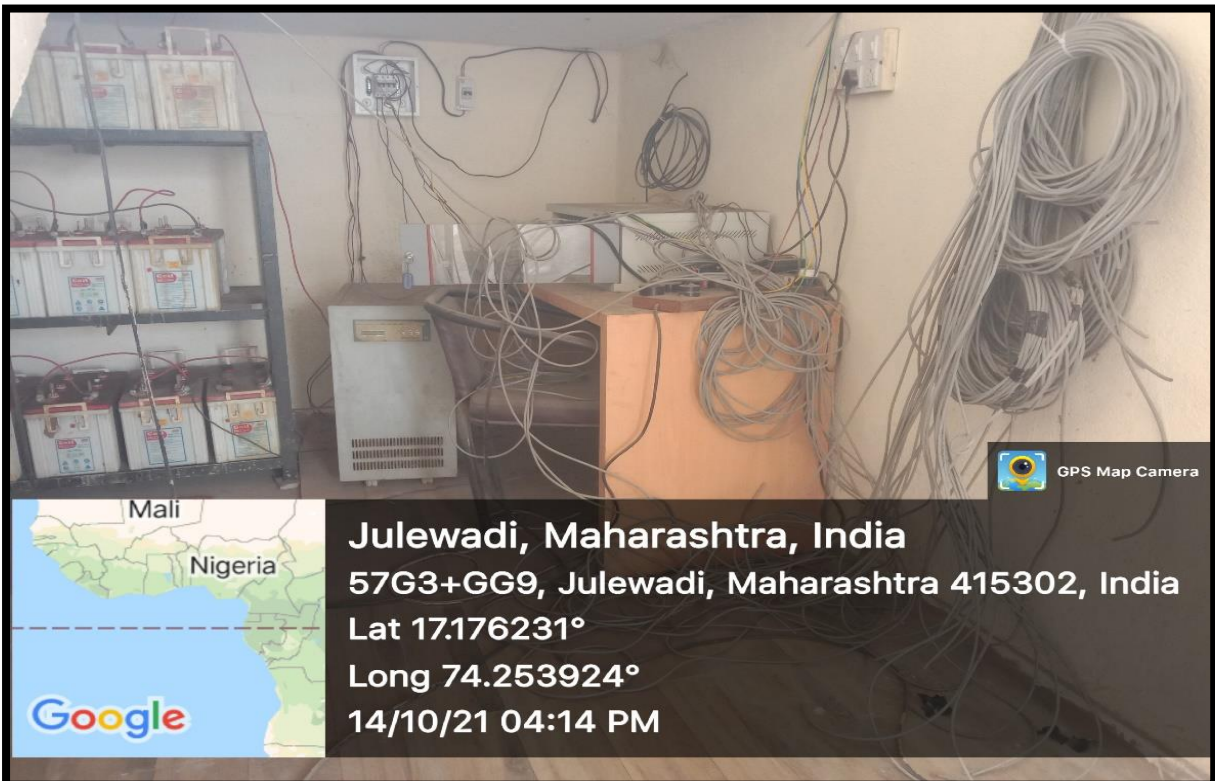 GPS Map Camera
Mali
Nigeria
Google
Julewadi, Maharashtra, India
57G3+GG9, Julewadi, Maharashtra 415302, India
Lat 17.176231°
Long 74.253924°
14/10/21 04:14 PM